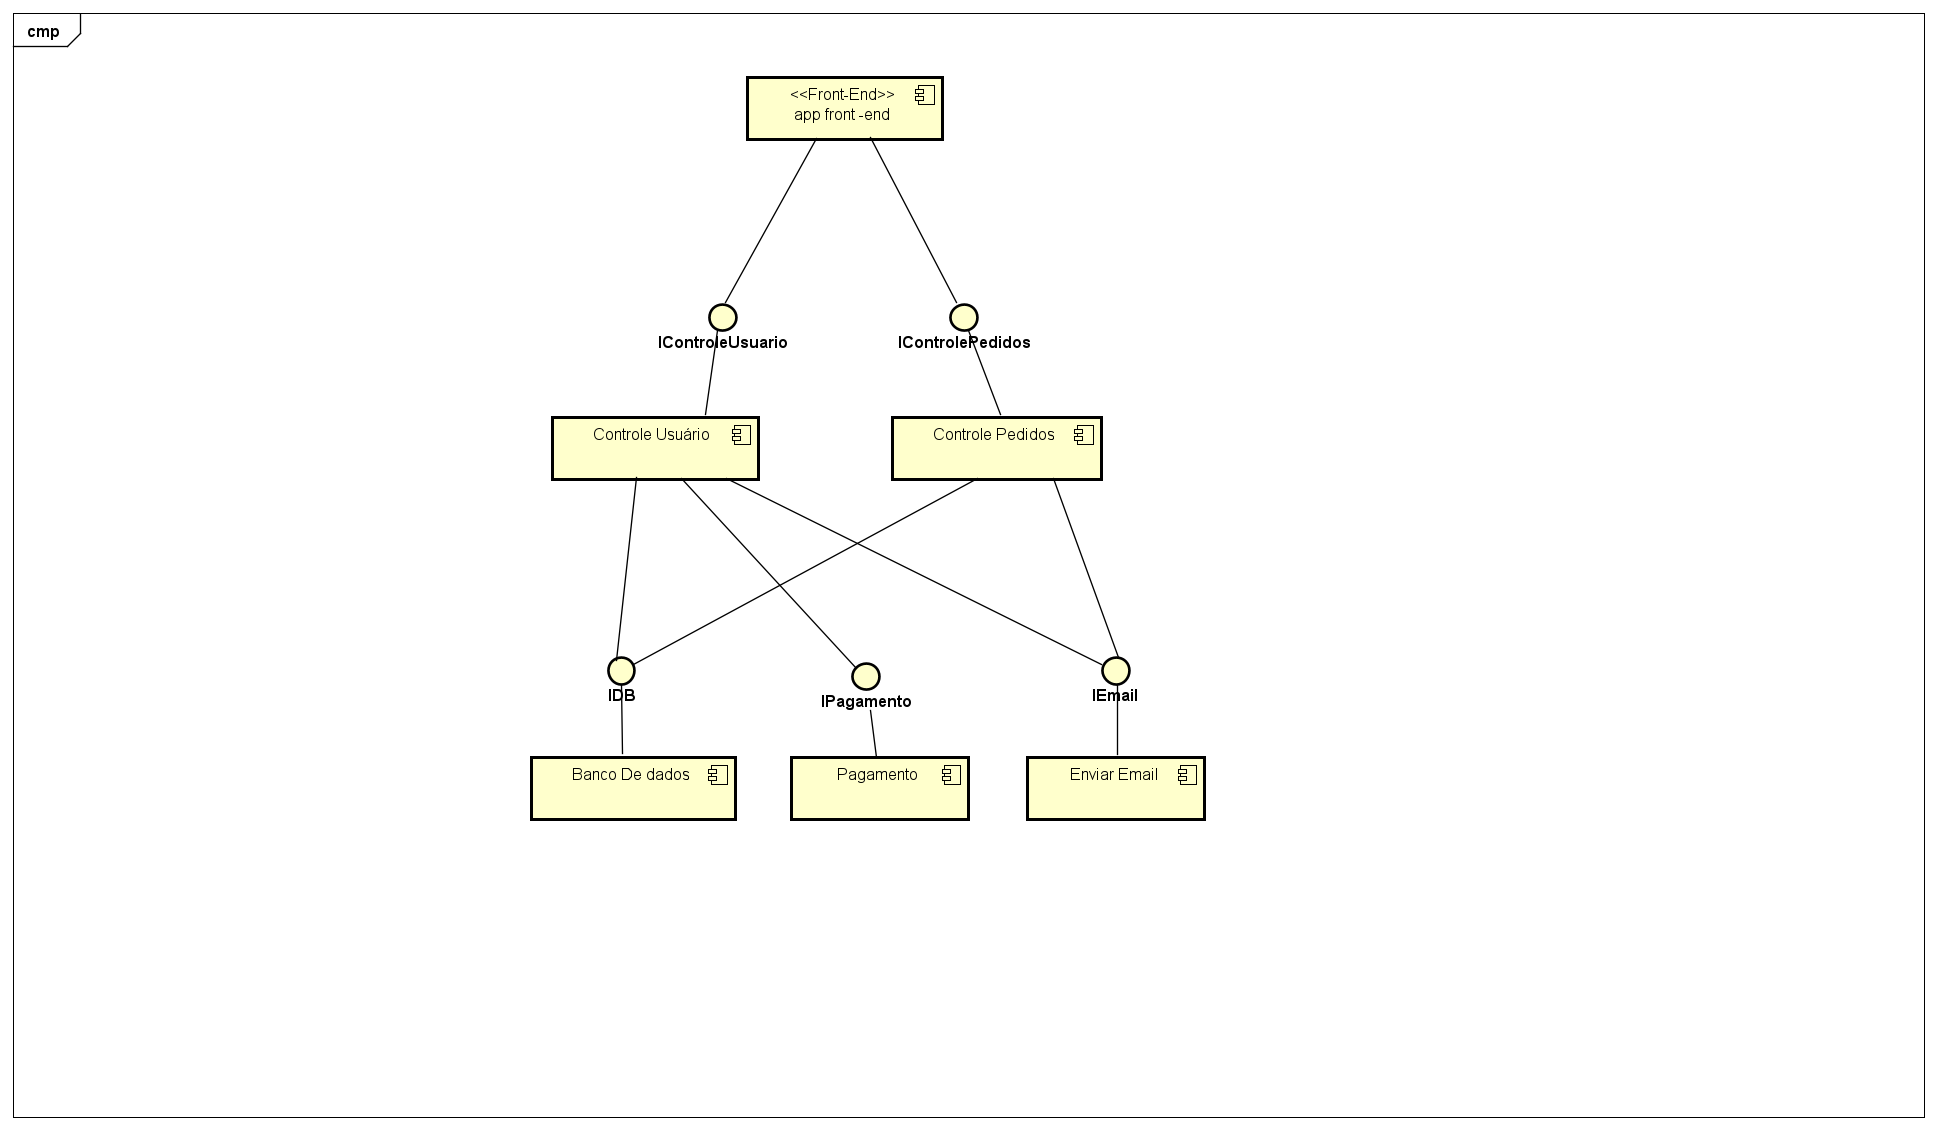 cmp
<<Front-End>>
app front -end
IControleUsuario
IControlePedidos
Controle Usuário
Controle Pedidos
IDB
IPagamento
IEmail
Banco De dados
Pagamento
Enviar Email